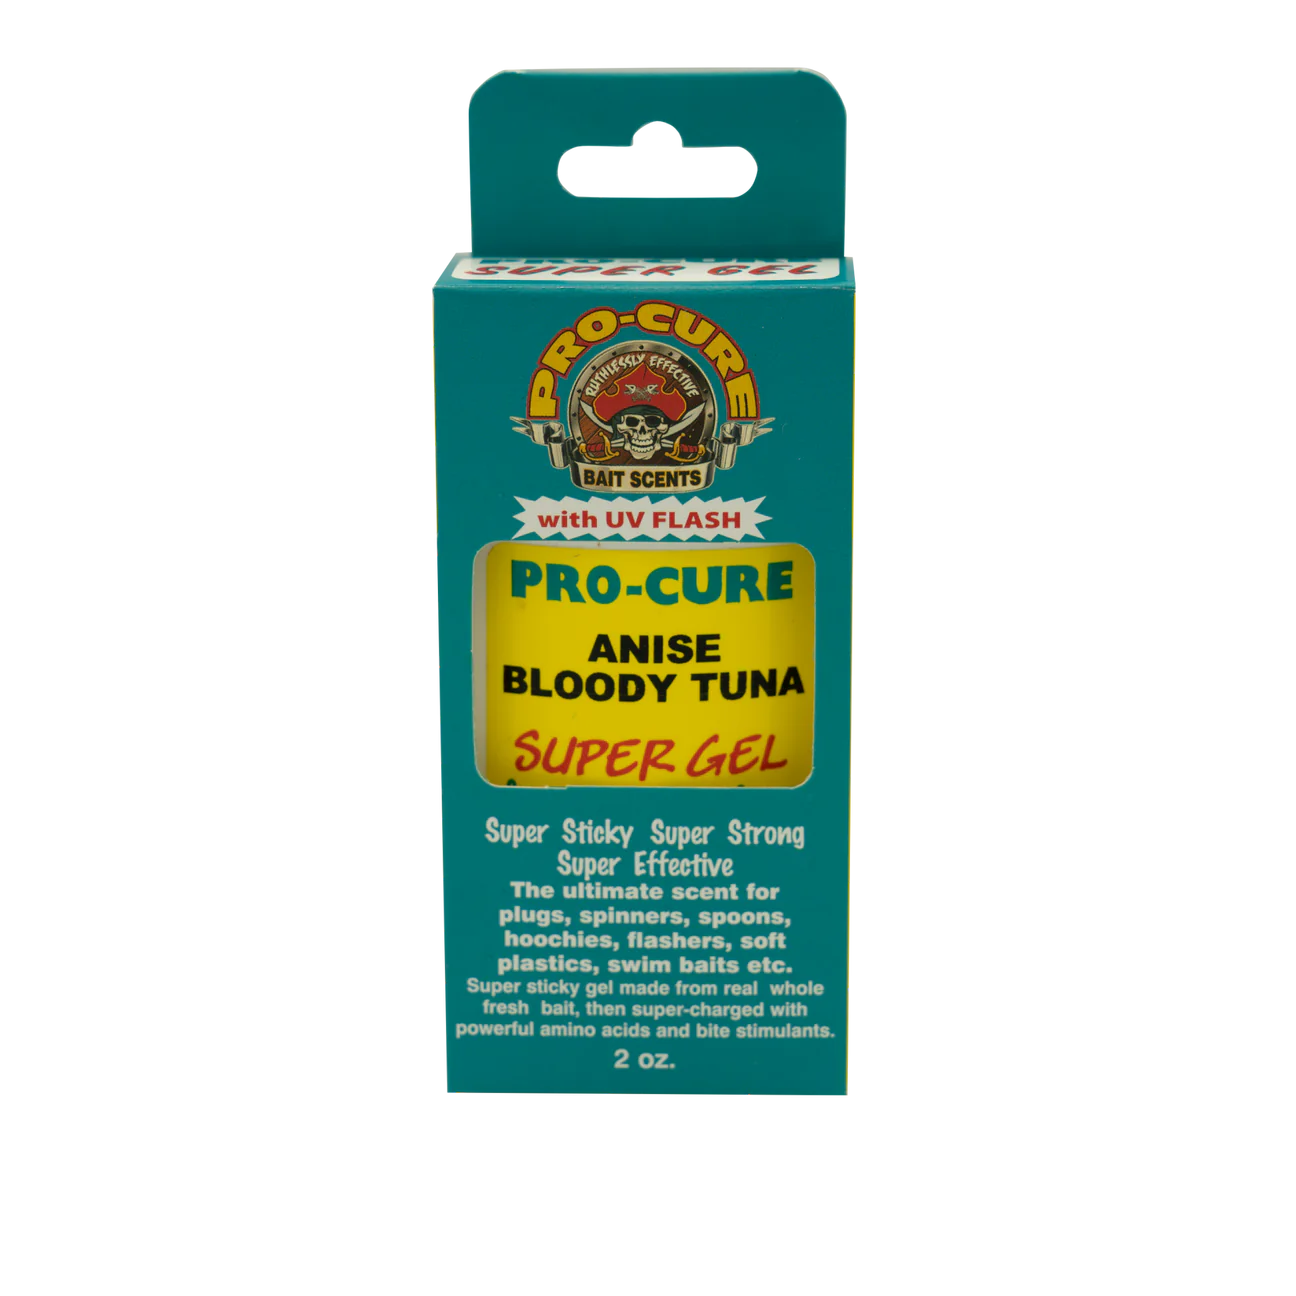 SUPER GEL
PRO-CURE
RUTHLESSLY EFFECTIVE
BAIT SCENTS
with UV FLASH
PRO-CURE
ANISE
BLOODY TUNA
SUPER GEL
Super Sticky Super Strong
Super Effective
The ultimate scent for
plugs, spinners, spoons,
hoochies, flashers, soft
plastics, swim baits etc.
Super sticky gel made from real whole
fresh bait, then super-charged with
powerful amino acids and bite stimulants.
2 oz.